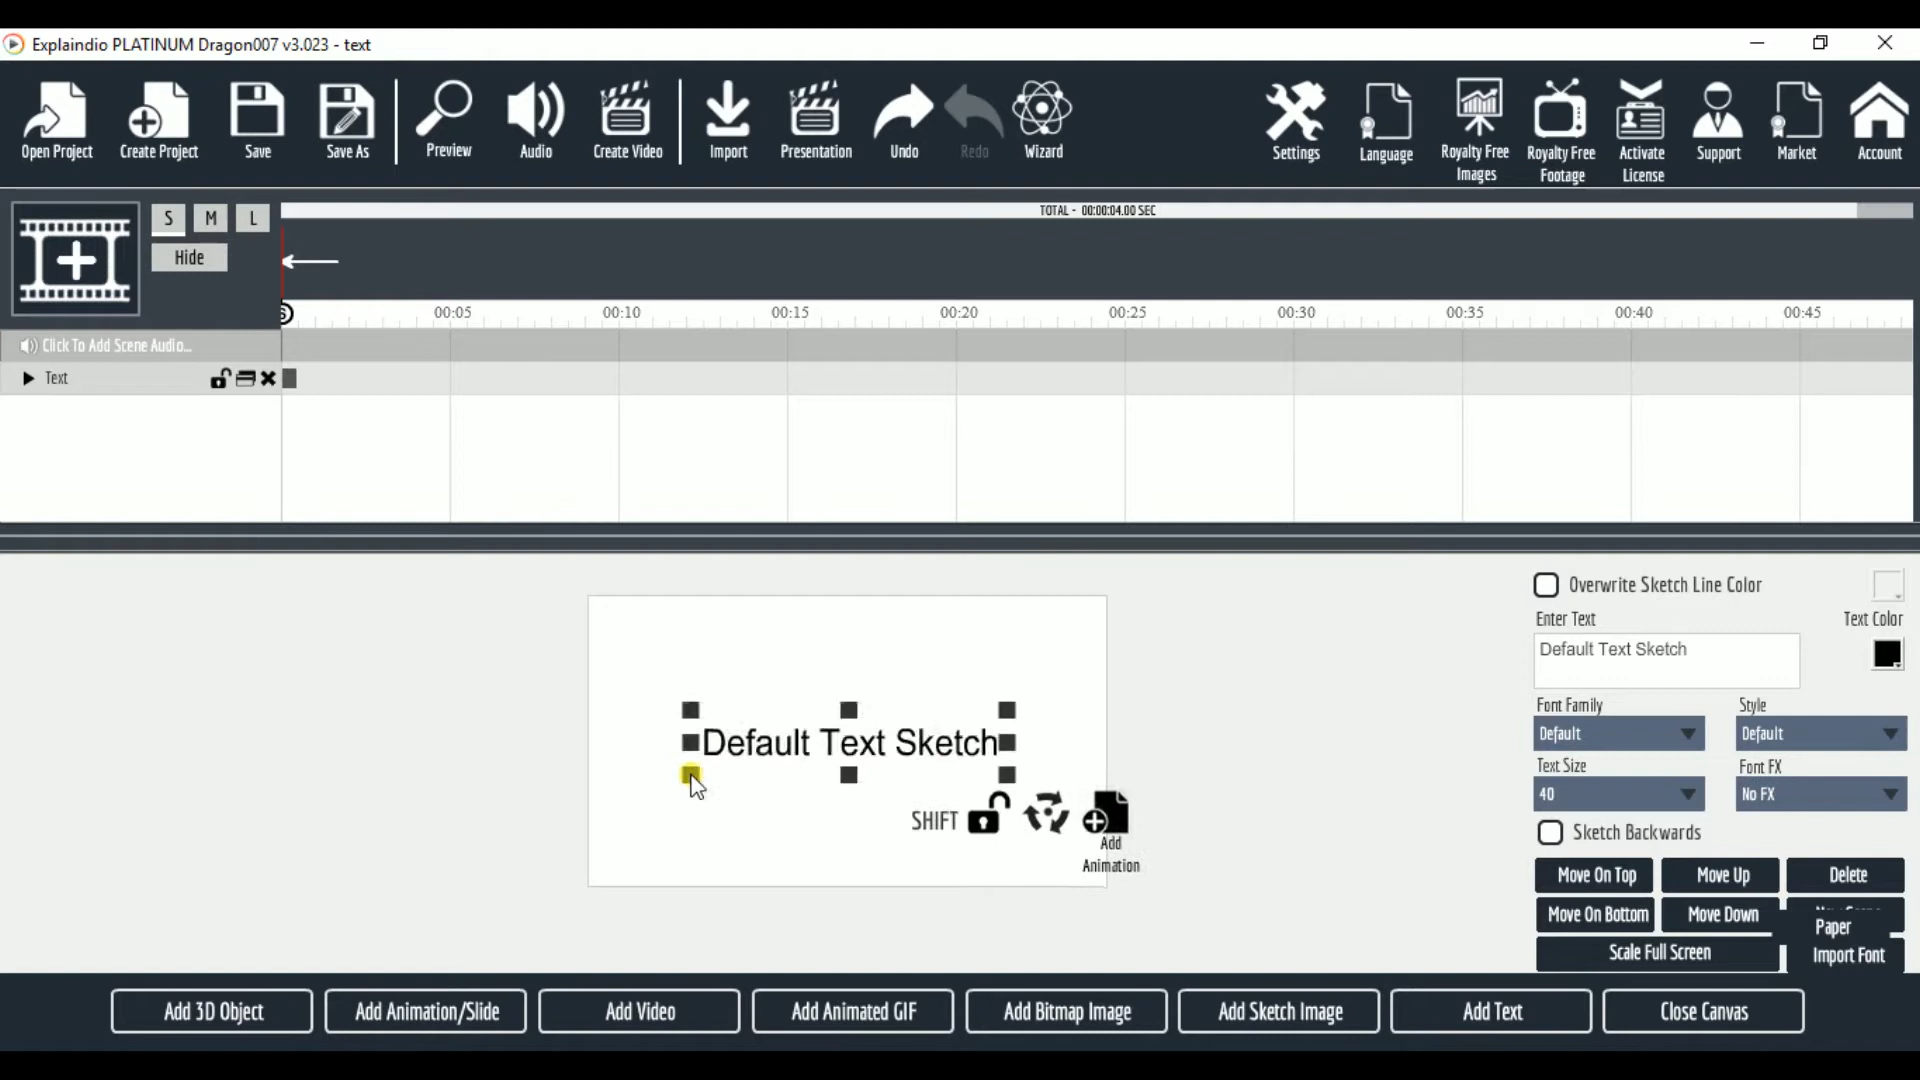 Explaindio PLATINUM Dragon007 v3.023 - text
Open Project
Create Project
Save
Save As
Preview
Audio
Create Video
Import
Presentation
Undo
Redo
Wizard
Settings
Language
Royalty Free Images
Royalty Free Footage
Activate License
Support
Market
Account
S M L
Hide
TOTAL - 00:00:04.00 SEC
00:05 00:10 00:15 00:20 00:25 00:30 00:35 00:40 00:45
Click To Add Scene Audio...
Text
Default Text Sketch
SHIFT
Add
Animation
Overwrite Sketch Line Color
Enter Text
Text Color
Default Text Sketch
Font Family
Style
Default
Default
Text Size
Font FX
40
No FX
Sketch Backwards
Move On Top
Move Up
Delete
Move On Bottom
Move Down
Paper
Scale Full Screen
Import Font
Add 3D Object
Add Animation/Slide
Add Video
Add Animated GIF
Add Bitmap Image
Add Sketch Image
Add Text
Close Canvas